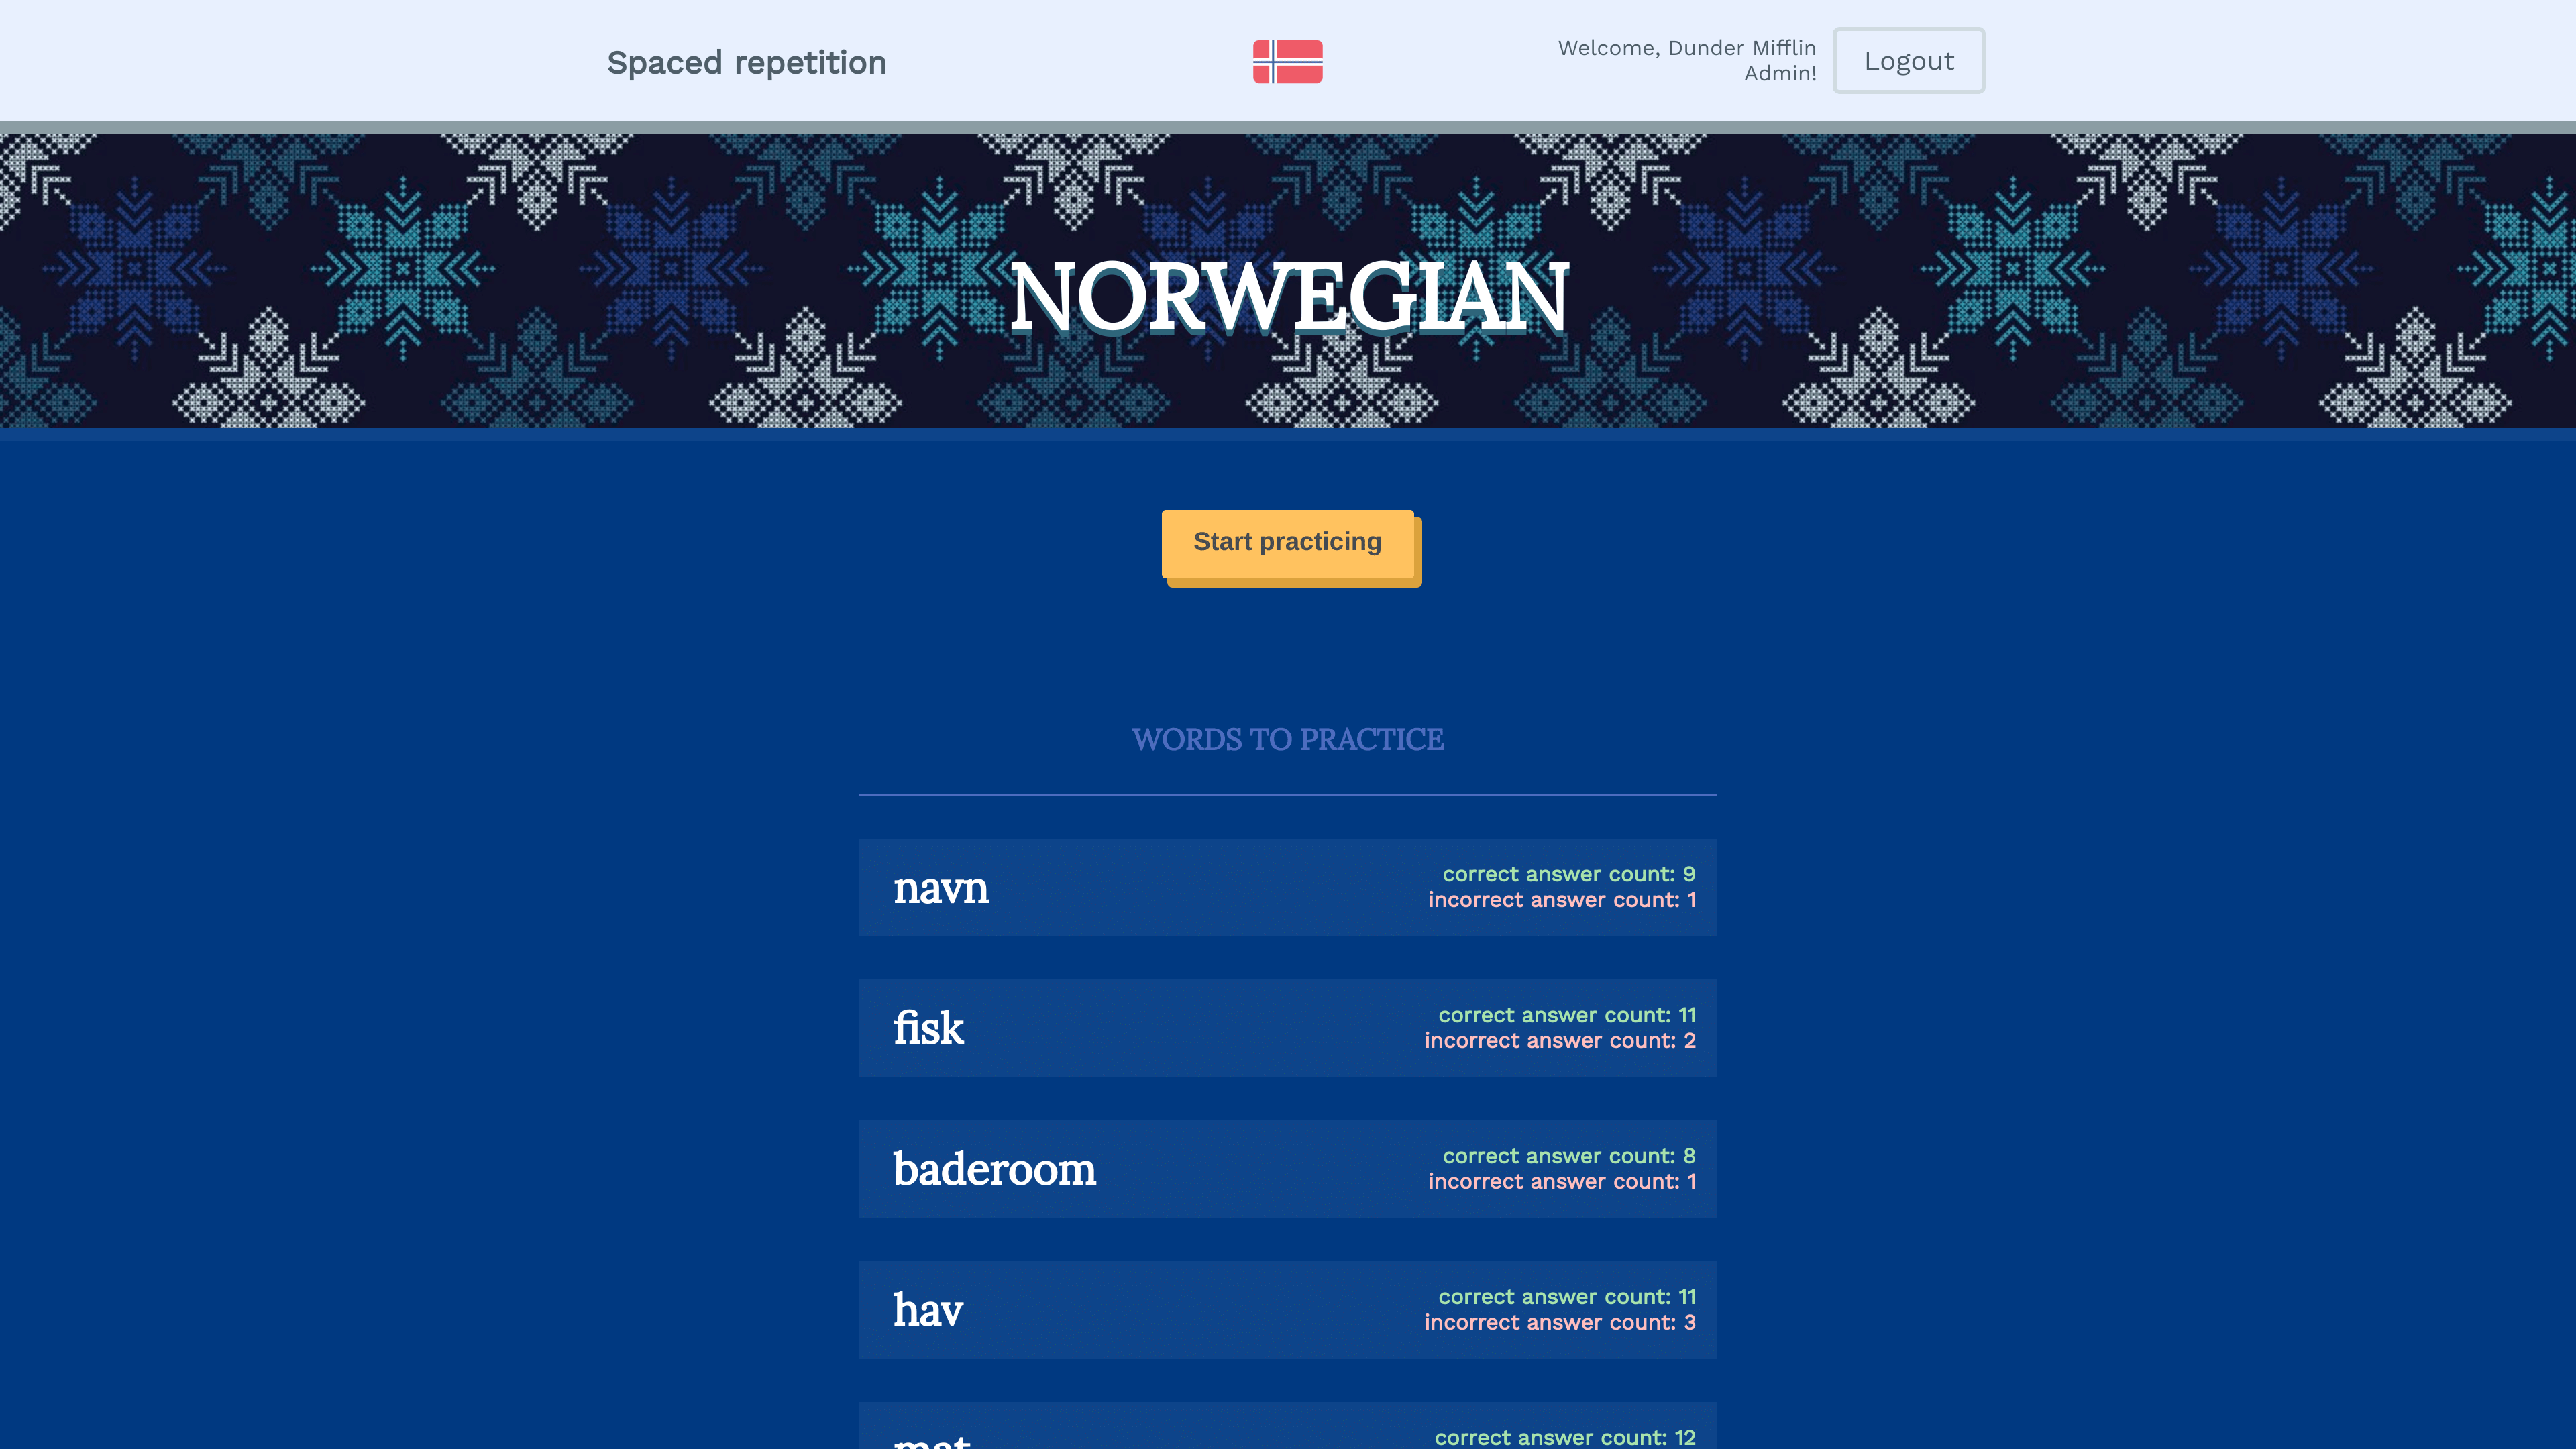 Spaced repetition
Welcome, Dunder Mifflin
Admin!
Logout
NORWEGIAN
Start practicing
WORDS TO PRACTICE
navn
correct answer count: 9
incorrect answer count: 1
fisk
correct answer count: 11
incorrect answer count: 2
baderoom
correct answer count: 8
incorrect answer count: 1
hav
correct answer count: 11
incorrect answer count: 3
mat
correct answer count: 12